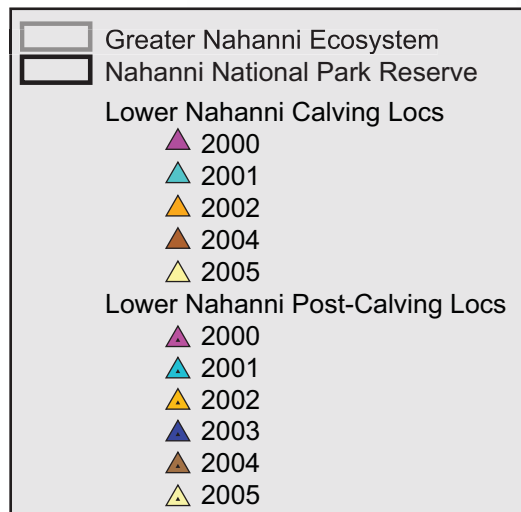 Greater Nahanni Ecosystem
Nahanni National Park Reserve
Lower Nahanni Calving Locs
2000
2001
2002
2004
2005
Lower Nahanni Post-Calving Locs
2000
2001
2002
2003
2004
2005